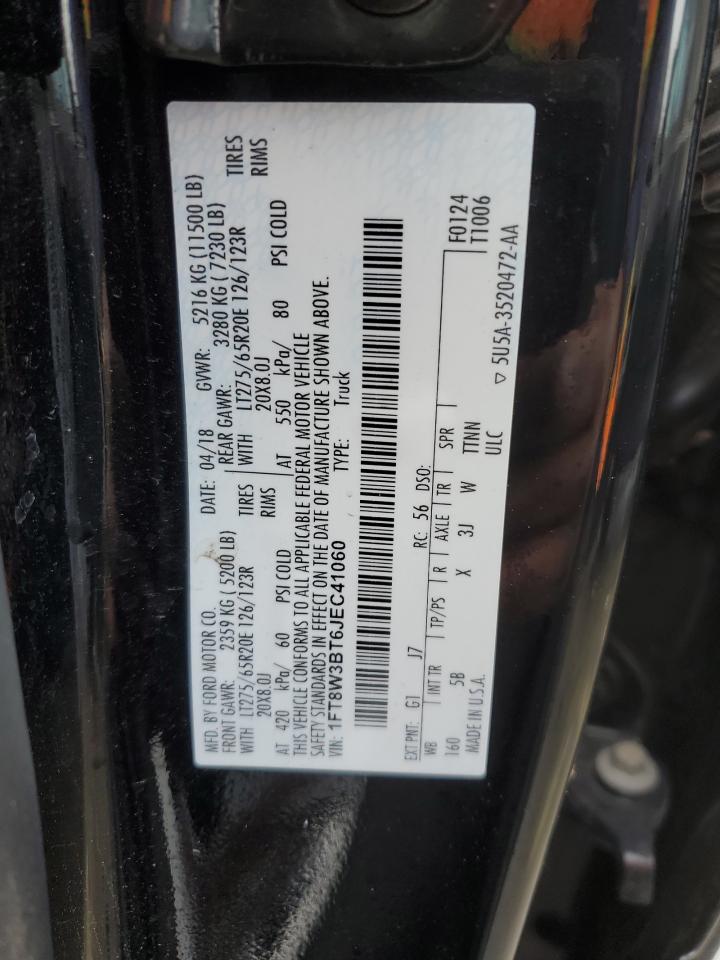 MFD. BY FORD MOTOR CO.
DATE: 04/18 GVWR: 5216 KG (11500 LB)
FRONT GAWR: 2359 KG ( 5200 LB) REAR GAWR: 3280 KG ( 7230 LB)
WITH LT275/65R20E 126/123R TIRES WITH LT275/65R20E 126/123R TIRES
20X8.0J RIMS 20X8.0J RIMS
AT 420 kPa/ 60 PSI COLD AT 550 kPa/ 80 PSI COLD
THIS VEHICLE CONFORMS TO ALL APPLICABLE FEDERAL MOTOR VEHICLE
SAFETY STANDARDS IN EFFECT ON THE DATE OF MANUFACTURE SHOWN ABOVE.
VIN: 1FT8W3BT6JEC41060 TYPE: Truck
EXT PNT: G1 J7 RC: 56 DSO: F0124
T1006
WB INT TR TP/PS R AXLE TR SPR
160 5B X 3J W TTNN
MADE IN U.S.A. ULC ▽ 5U5A-3520472-AA